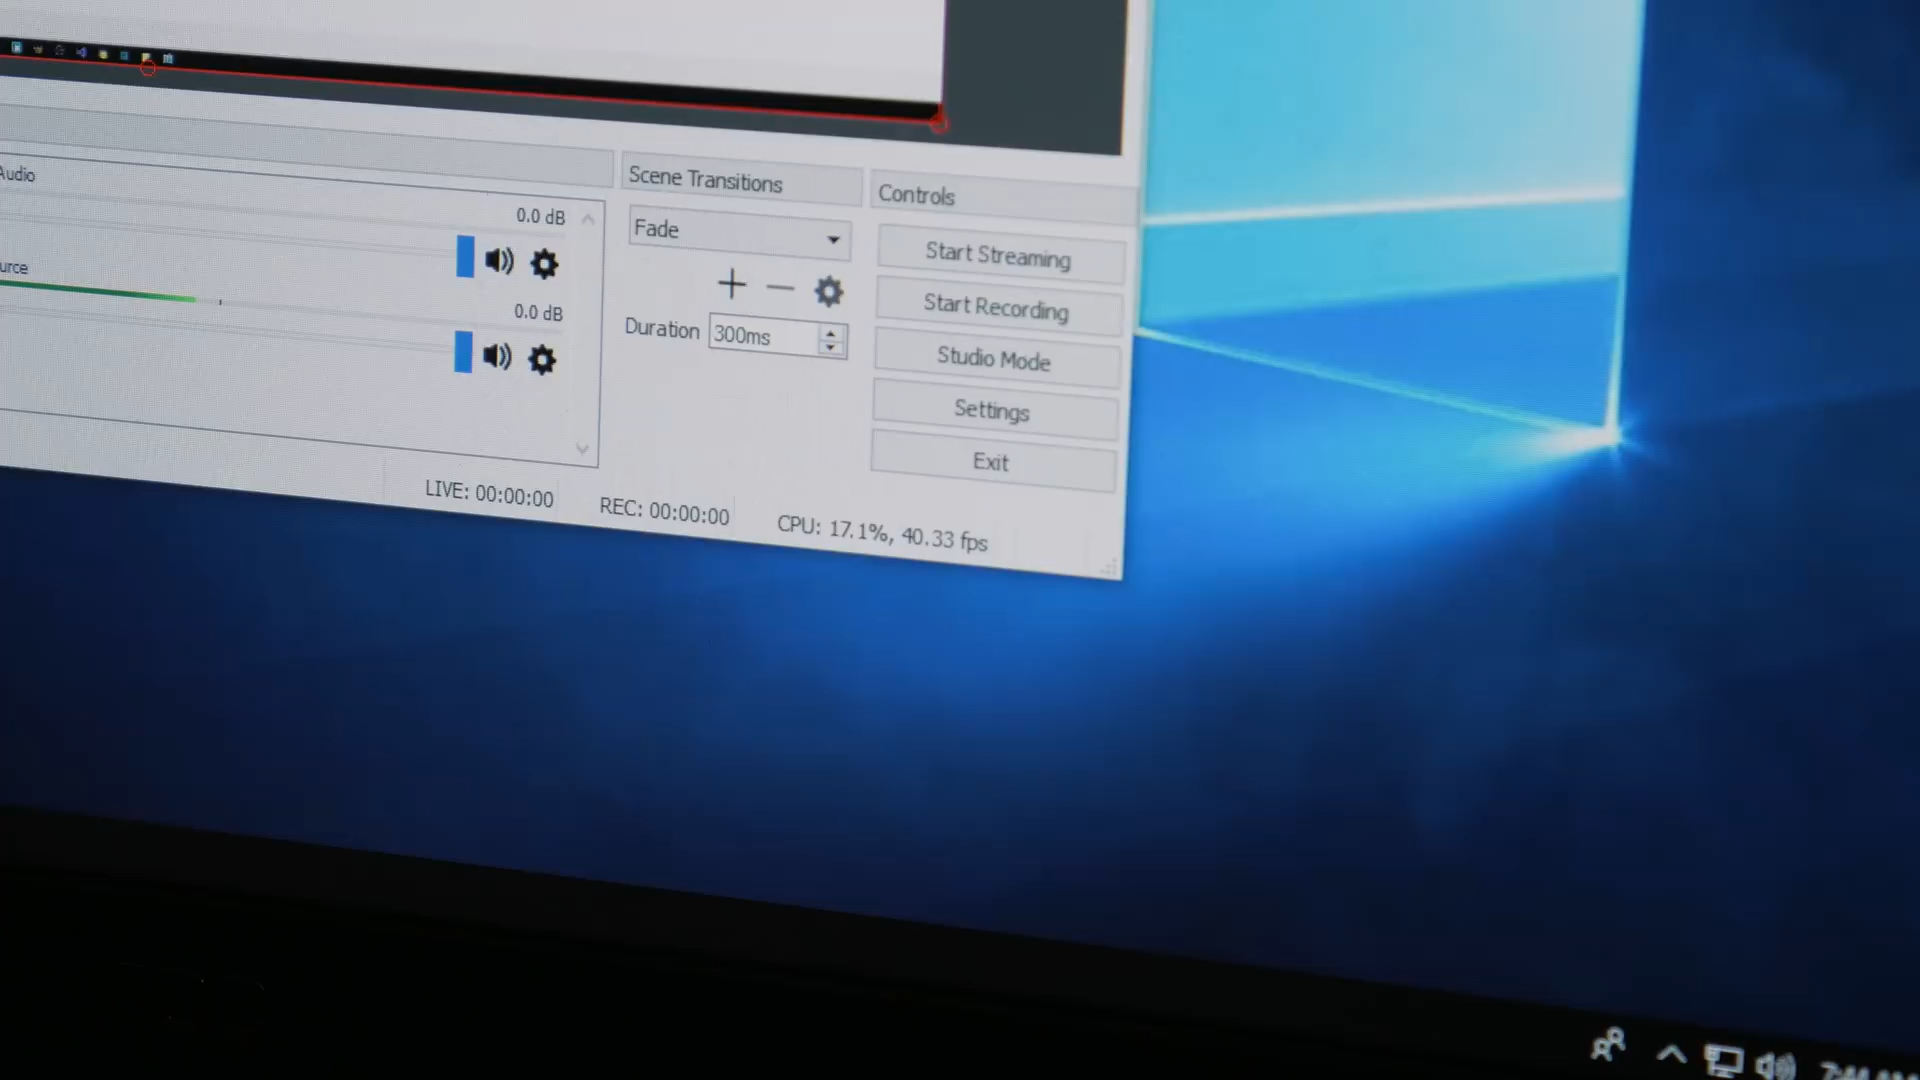 Audio
0.0 dB
urce
0.0 dB
Scene Transitions
Fade
Duration 300ms
Controls
Start Streaming
Start Recording
Studio Mode
Settings
Exit
LIVE: 00:00:00
REC: 00:00:00
CPU: 17.1%, 40.33 fps